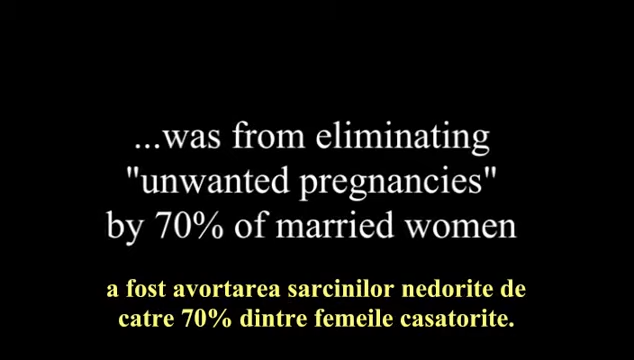 ...was from eliminating
"unwanted pregnancies"
by 70% of married women
a fost avortarea sarcinilor nedorite de
catre 70% dintre femeile casatorite.